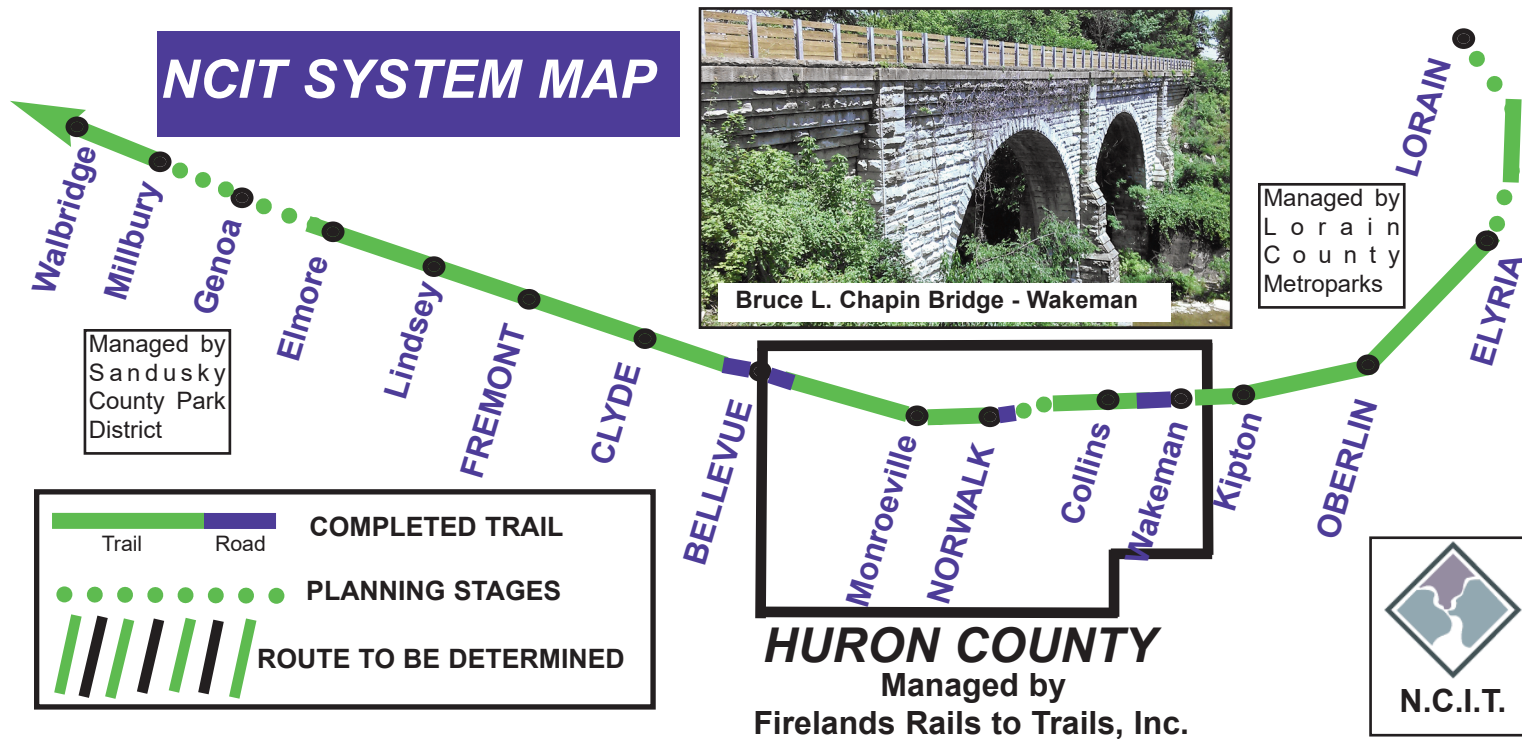 NCIT SYSTEM MAP
Bruce L. Chapin Bridge - Wakeman
LORAIN
Managed by
Lorain
County
Metroparks
Walbridge
Millbury
Genoa
Elmore
Lindsey
FREMONT
CLYDE
BELLEVUE
Monroeville
NORWALK
Collins
Wakeman
Kipton
OBERLIN
ELYRIA
Managed by
Sandusky
County Park
District
COMPLETED TRAIL
Trail Road
PLANNING STAGES
ROUTE TO BE DETERMINED
HURON COUNTY
Managed by
Firelands Rails to Trails, Inc.
N.C.I.T.